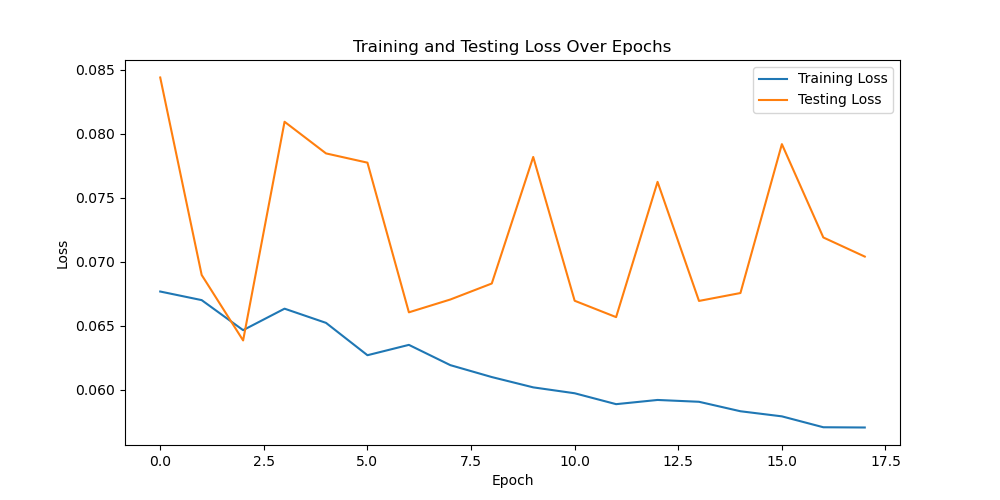 Training and Testing Loss Over Epochs
Training Loss
Testing Loss
0.085
0.080
0.075
0.070
0.065
0.060
Loss
0.0
2.5
5.0
7.5
10.0
12.5
15.0
17.5
Epoch